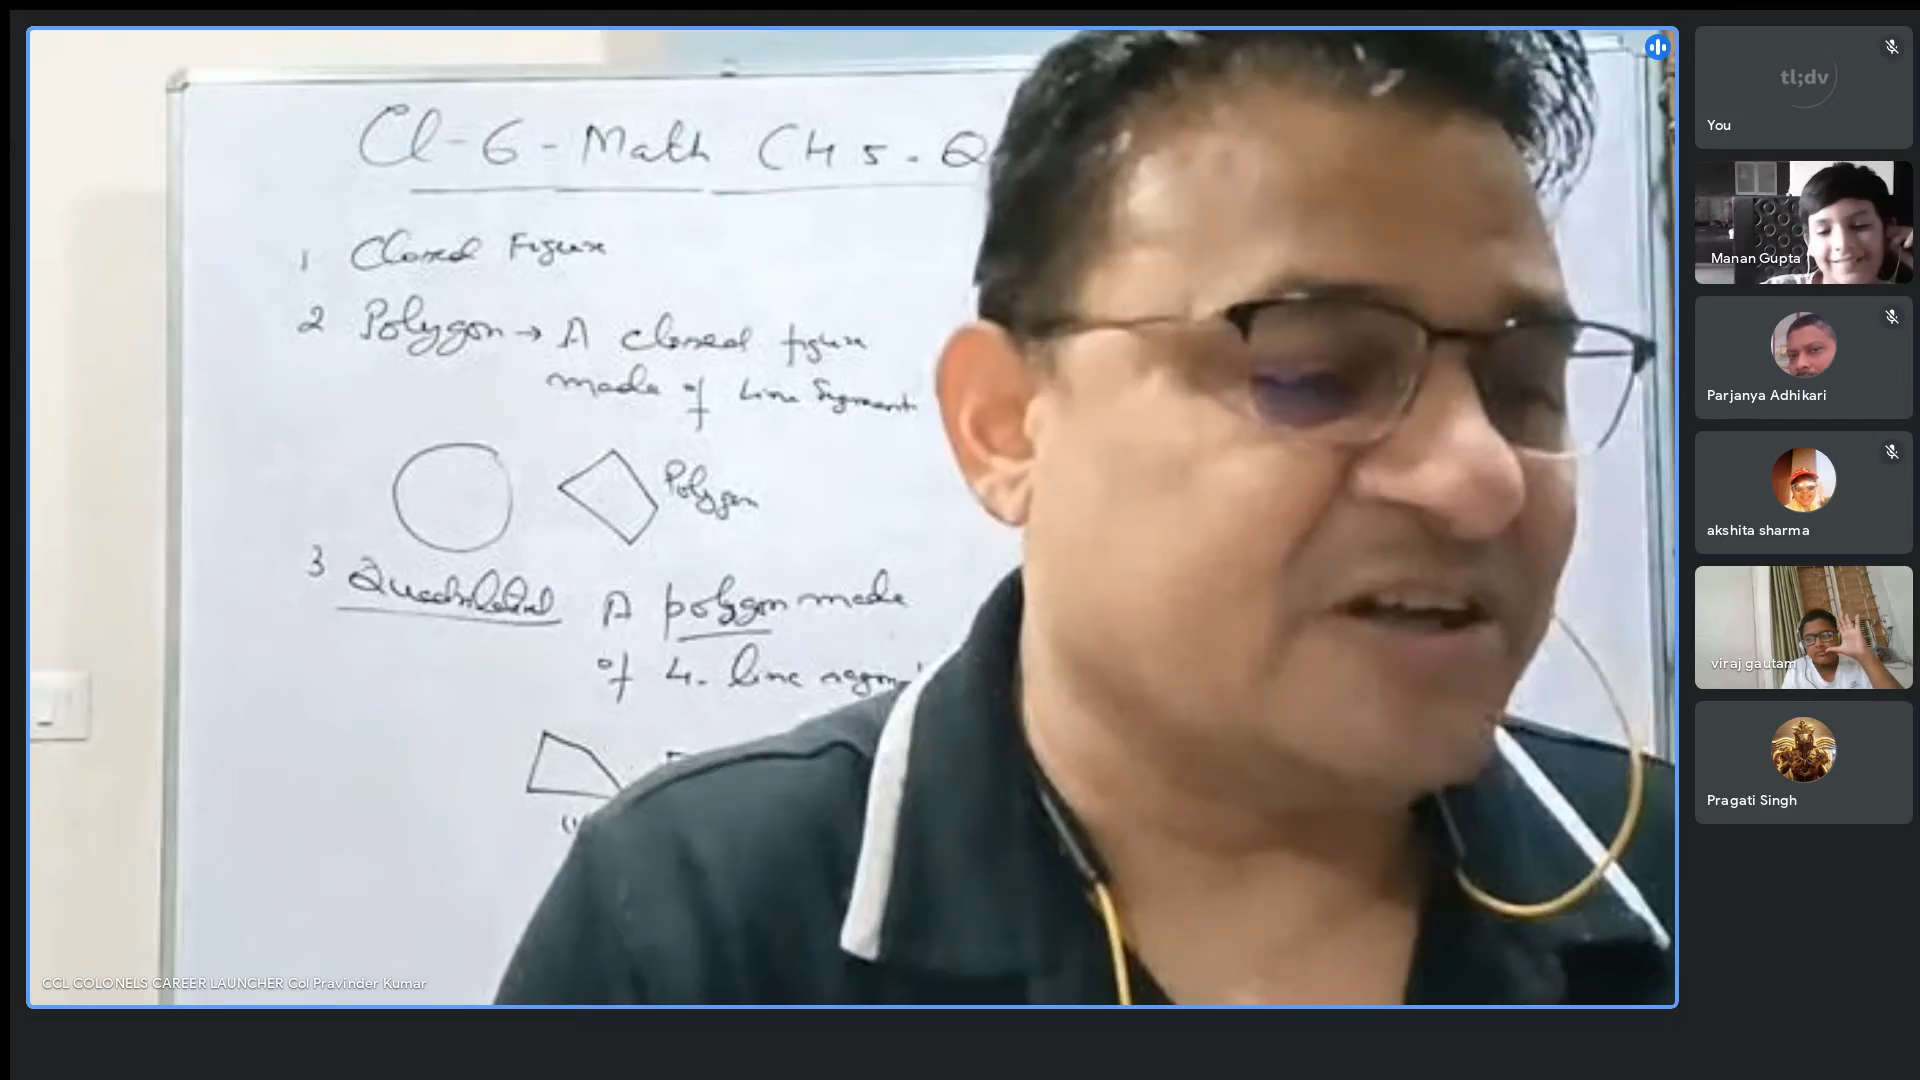 Cl-6-Math CH 5. Q
1 Closed Figure
2 Polygon → A closed figure
made of Line Segment
Polygon
3 Quadrilateral A polygon made
of 4. line segm
CCL COLONELS CAREER LAUNCHER Col Pravinder Kumar
tl;dv
You
Manan Gupta
Parjanya Adhikari
akshita sharma
viraj gautam
Pragati Singh